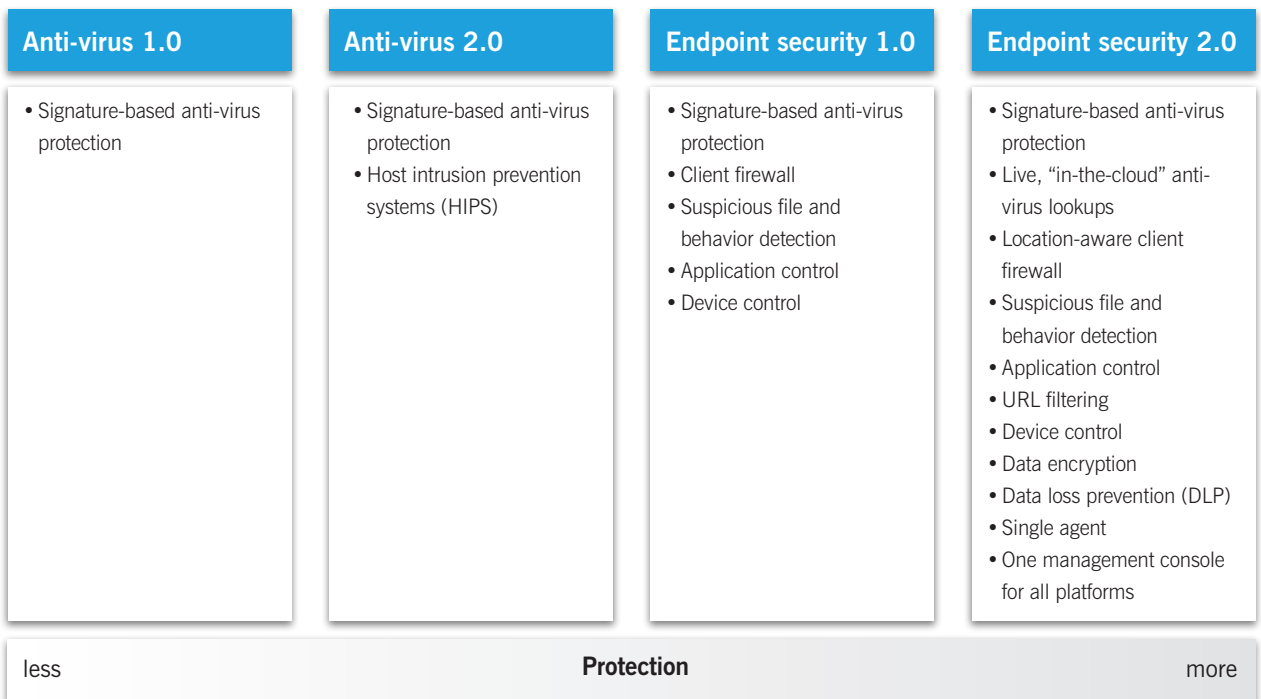 Anti-virus 1.0
• Signature-based anti-virus
protection
Anti-virus 2.0
• Signature-based anti-virus
protection
• Host intrusion prevention
systems (HIPS)
Endpoint security 1.0
• Signature-based anti-virus
protection
• Client firewall
• Suspicious file and
behavior detection
• Application control
• Device control
Endpoint security 2.0
• Signature-based anti-virus
protection
• Live, “in-the-cloud” anti-
virus lookups
• Location-aware client
firewall
• Suspicious file and
behavior detection
• Application control
• URL filtering
• Device control
• Data encryption
• Data loss prevention (DLP)
• Single agent
• One management console
for all platforms
less Protection more